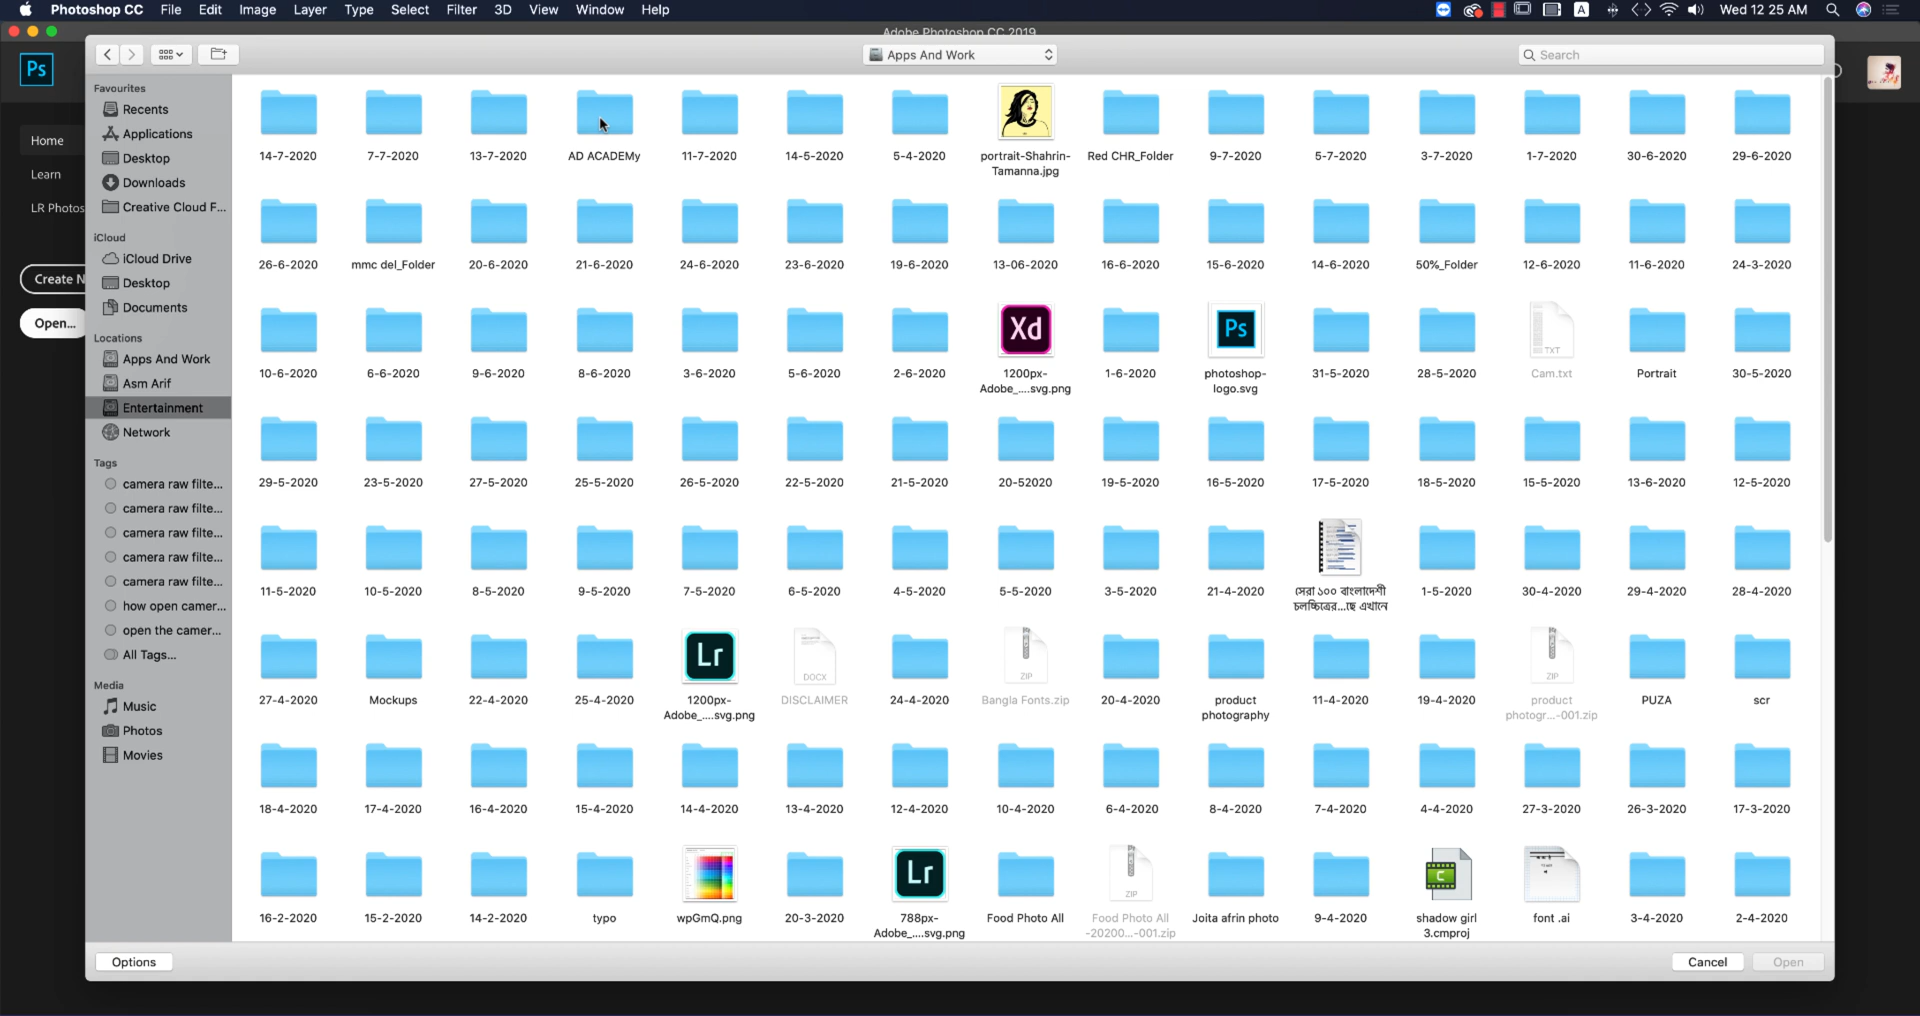 Photoshop CC File Edit Image Layer Type Select Filter 3D View Window Help
A Wed 12 25 AM
Adobe Photoshop CC 2019
Ps
Apps And Work
Search
Home
Learn
LR Photos
Create N
Open...
Favourites
Recents
Applications
Desktop
Downloads
Creative Cloud F...
iCloud
iCloud Drive
Desktop
Documents
Locations
Apps And Work
Asm Arif
Entertainment
Network
Tags
camera raw filte...
camera raw filte...
camera raw filte...
camera raw filte...
camera raw filte...
how open camer...
open the camer...
All Tags...
Media
Music
Photos
Movies
14-7-2020 7-7-2020 13-7-2020 AD ACADEMy 11-7-2020 14-5-2020 5-4-2020 portrait-Shahrin- Red CHR_Folder 9-7-2020 5-7-2020 3-7-2020 1-7-2020 30-6-2020 29-6-2020
Tamanna.jpg
26-6-2020 mmc del_Folder 20-6-2020 21-6-2020 24-6-2020 23-6-2020 19-6-2020 13-06-2020 16-6-2020 15-6-2020 14-6-2020 50%_Folder 12-6-2020 11-6-2020 24-3-2020
Xd Ps TXT
10-6-2020 6-6-2020 9-6-2020 8-6-2020 3-6-2020 5-6-2020 2-6-2020 1200px- 1-6-2020 photoshop- 31-5-2020 28-5-2020 Cam.txt Portrait 30-5-2020
Adobe_....svg.png logo.svg
29-5-2020 23-5-2020 27-5-2020 25-5-2020 26-5-2020 22-5-2020 21-5-2020 20-52020 19-5-2020 16-5-2020 17-5-2020 18-5-2020 15-5-2020 13-6-2020 12-5-2020
11-5-2020 10-5-2020 8-5-2020 9-5-2020 7-5-2020 6-5-2020 4-5-2020 5-5-2020 3-5-2020 21-4-2020 সেরা ১০০ বাংলাদেশী 1-5-2020 30-4-2020 29-4-2020 28-4-2020
চলচ্চিত্রের...ছে এখানে
Lr DOCX ZIP ZIP
27-4-2020 Mockups 22-4-2020 25-4-2020 1200px- DISCLAIMER 24-4-2020 Bangla Fonts.zip 20-4-2020 product 11-4-2020 19-4-2020 product PUZA scr
Adobe_....svg.png photography photogr...-001.zip
18-4-2020 17-4-2020 16-4-2020 15-4-2020 14-4-2020 13-4-2020 12-4-2020 10-4-2020 6-4-2020 8-4-2020 7-4-2020 4-4-2020 27-3-2020 26-3-2020 17-3-2020
Lr ZIP C
16-2-2020 15-2-2020 14-2-2020 typo wpGmQ.png 20-3-2020 788px- Food Photo All Food Photo All Joita afrin photo 9-4-2020 shadow girl font .ai 3-4-2020 2-4-2020
Adobe_....svg.png -20200...-001.zip 3.cmproj
Options Cancel Open